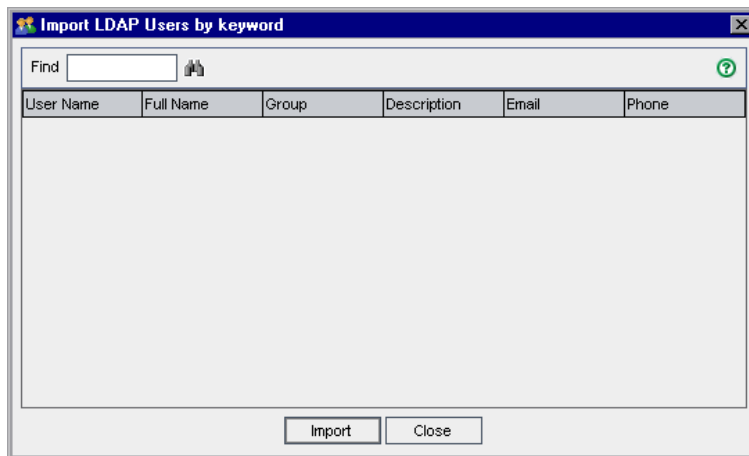 Import LDAP Users by keyword
Find
User Name Full Name Group Description Email Phone
Import Close